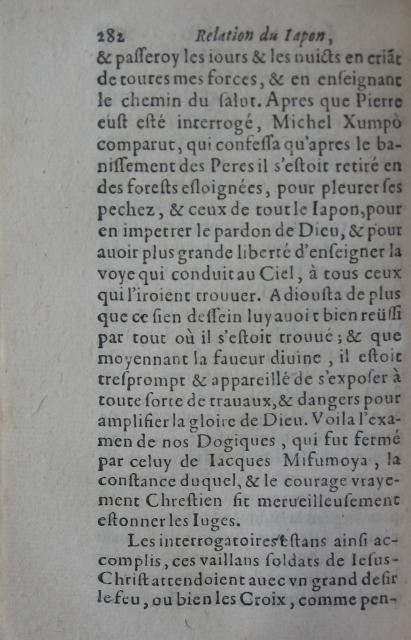 282 Relation du Iapon,
& passeroy les iours & les nuicts en criãt
de toutes mes forces, & en enseignant
le chemin du salut. Apres que Pierre
eust esté interrogé, Michel Xumpò
comparut, qui confessa qu'apres le ba-
nissement des Peres il s'estoit retiré en
des forests esloignées, pour pleurer ses
pechez, & ceux de tout le Iapon, pour
en impetrer le pardon de Dieu, & pour
auoir plus grande liberté d'enseigner la
voye qui conduit au Ciel, à tous ceux
qui l'iroient trouuer. Adiousta de plus
que ce sien dessein luy auoit bien reüssi
par tout où il s'estoit trouué; & que
moyennant la faueur diuine, il estoit
tresprompt & appareillé de s'exposer à
toute sorte de trauaux, & dangers pour
amplifier la gloire de Dieu. Voila l'exa-
men de nos Dogiques, qui fut fermé
par celuy de Iacques Mifumoya, la
constance duquel, & le courage vraye-
ment Chrestien fit merueilleusement
estonner les Iuges.
Les interrogatoires estans ainsi ac-
complis, ces vaillans soldats de Iesus-
Christ attendoient auec vn grand desir
le feu, ou bien les Croix, comme pen-